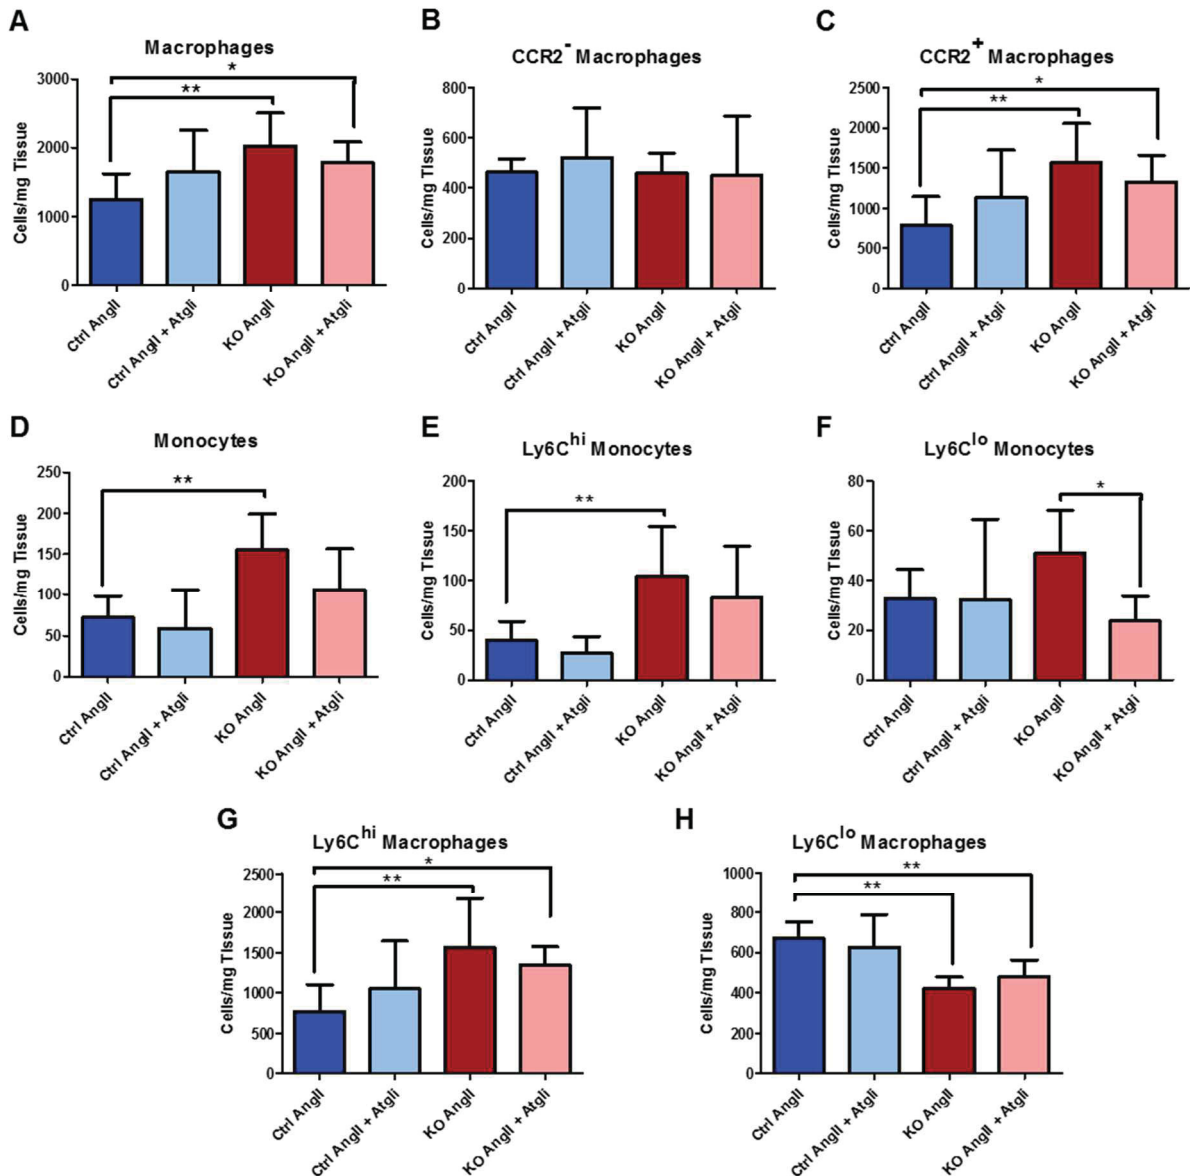 A
Macrophages
Cells/mg Tissue
3000
2000
1000
0
*
**
Ctrl AngII
Ctrl AngII + Atgli
KO AngII
KO AngII + Atgli
B
CCR2- Macrophages
Cells/mg Tissue
800
600
400
200
0
Ctrl AngII
Ctrl AngII + Atgli
KO AngII
KO AngII + Atgli
C
CCR2+ Macrophages
Cells/mg Tissue
2500
2000
1500
1000
500
0
*
**
Ctrl AngII
Ctrl AngII + Atgli
KO AngII
KO AngII + Atgli
D
Monocytes
Cells/mg Tissue
250
200
150
100
50
0
**
Ctrl AngII
Ctrl AngII + Atgli
KO AngII
KO AngII + Atgli
E
Ly6Chi Monocytes
Cells/mg Tissue
200
150
100
50
0
**
Ctrl AngII
Ctrl AngII + Atgli
KO AngII
KO AngII + Atgli
F
Ly6Clo Monocytes
Cells/mg Tissue
80
60
40
20
0
*
Ctrl AngII
Ctrl AngII + Atgli
KO AngII
KO AngII + Atgli
G
Ly6Chi Macrophages
Cells/mg Tissue
2500
2000
1500
1000
500
0
*
**
Ctrl AngII
Ctrl AngII + Atgli
KO AngII
KO AngII + Atgli
H
Ly6Clo Macrophages
Cells/mg Tissue
1000
800
600
400
200
0
**
**
Ctrl AngII
Ctrl AngII + Atgli
KO AngII
KO AngII + Atgli